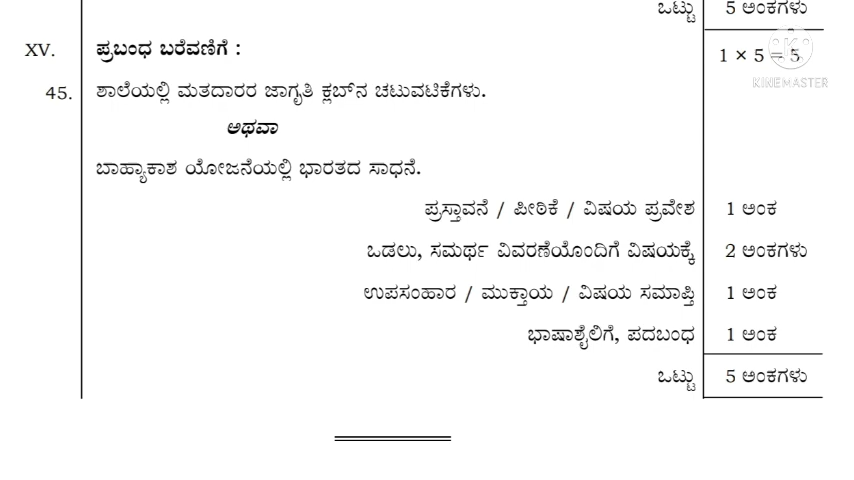 ಒಟ್ಟು 5 ಅಂಕಗಳು
XV. ಪ್ರಬಂಧ ಬರೆವಣಿಗೆ : 1 × 5 = 5
KINEMASTER
45. ಶಾಲೆಯಲ್ಲಿ ಮತದಾರರ ಜಾಗೃತಿ ಕ್ಲಬ್‌ನ ಚಟುವಟಿಕೆಗಳು.
ಅಥವಾ
ಬಾಹ್ಯಾಕಾಶ ಯೋಜನೆಯಲ್ಲಿ ಭಾರತದ ಸಾಧನೆ.
ಪ್ರಸ್ತಾವನೆ / ಪೀಠಿಕೆ / ವಿಷಯ ಪ್ರವೇಶ 1 ಅಂಕ
ಒಡಲು, ಸಮರ್ಥ ವಿವರಣೆಯೊಂದಿಗೆ ವಿಷಯಕ್ಕೆ 2 ಅಂಕಗಳು
ಉಪಸಂಹಾರ / ಮುಕ್ತಾಯ / ವಿಷಯ ಸಮಾಪ್ತಿ 1 ಅಂಕ
ಭಾಷಾಶೈಲಿಗೆ, ಪದಬಂಧ 1 ಅಂಕ
ಒಟ್ಟು 5 ಅಂಕಗಳು